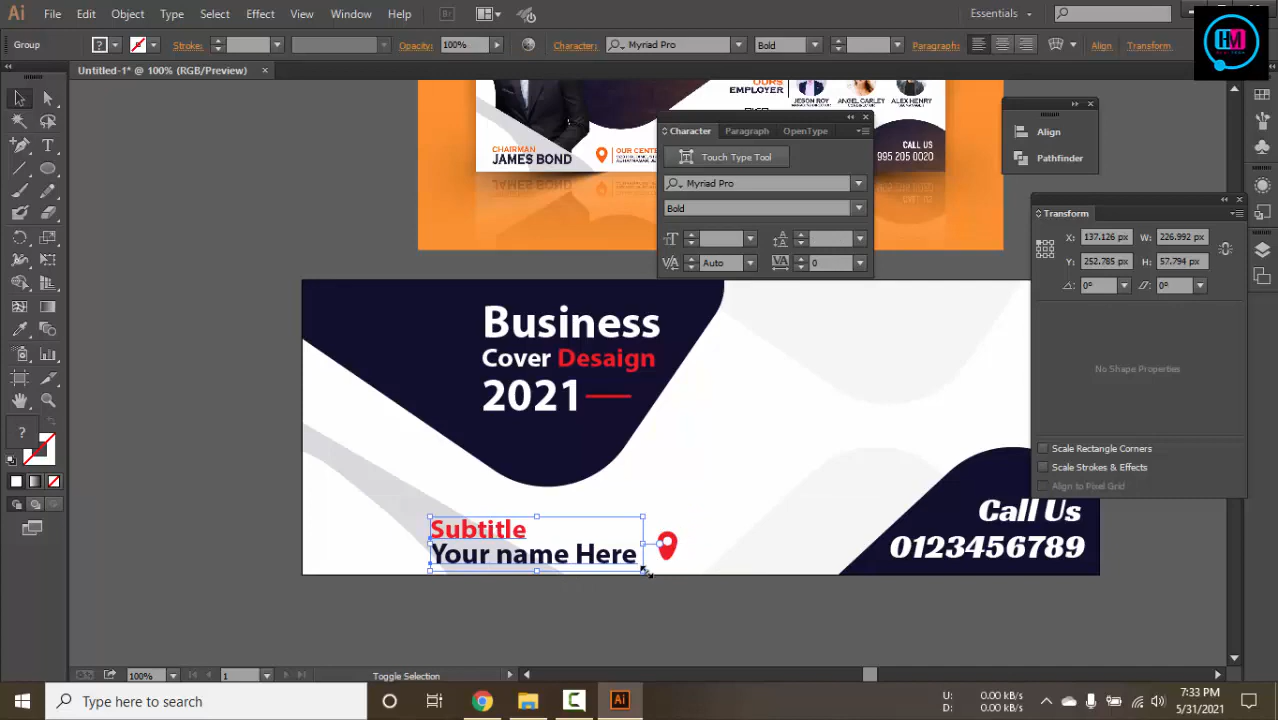 Ai File Edit Object Type Select Effect View Window Help Br Essentials
HM
Group Stroke: Opacity: 100% Character: Myriad Pro Bold Paragraph: Align Transform
Untitled-1* @ 100% (RGB/Preview) ×
OURS
EMPLOYER
JESON ROY ANGEL CARLEY ALEX HENRY
CHAIRMAN
JAMES BOND
OUR CENT
CALL US
995 205 0020
Character Paragraph OpenType
Touch Type Tool
Myriad Pro
Bold
Auto 0
Align
Pathfinder
Transform
X: 137.126 px W: 226.992 px
Y: 252.785 px H: 57.794 px
0° 0°
No Shape Properties
Scale Rectangle Corners
Scale Strokes & Effects
Align to Pixel Grid
Business
Cover Desaign
2021
Subtitle
Your name Here
Call Us
0123456789
?
100% 1 Toggle Selection
Type here to search
Ai
U: 0.00 kB/s
D: 0.00 kB/s
7:33 PM
5/31/2021